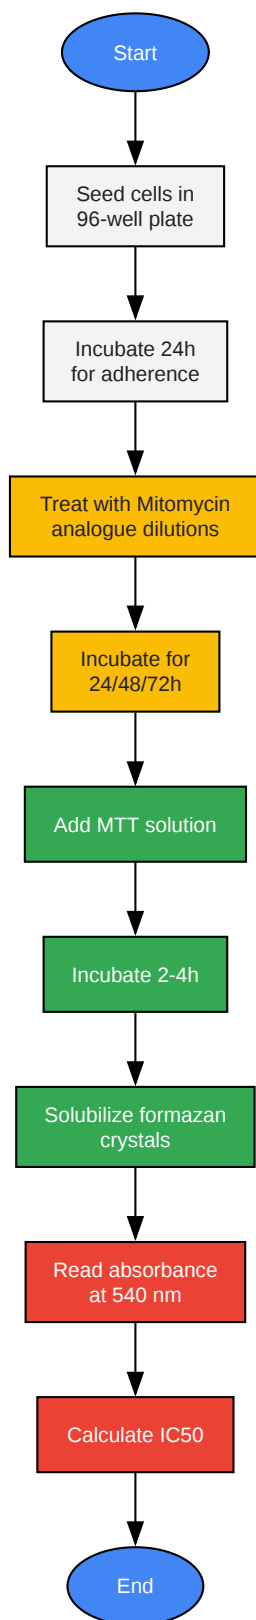 Start
Seed cells in
96-well plate
Incubate 24h
for adherence
Treat with Mitomycin
analogue dilutions
Incubate for
24/48/72h
Add MTT solution
Incubate 2-4h
Solubilize formazan
crystals
Read absorbance
at 540 nm
Calculate IC50
End